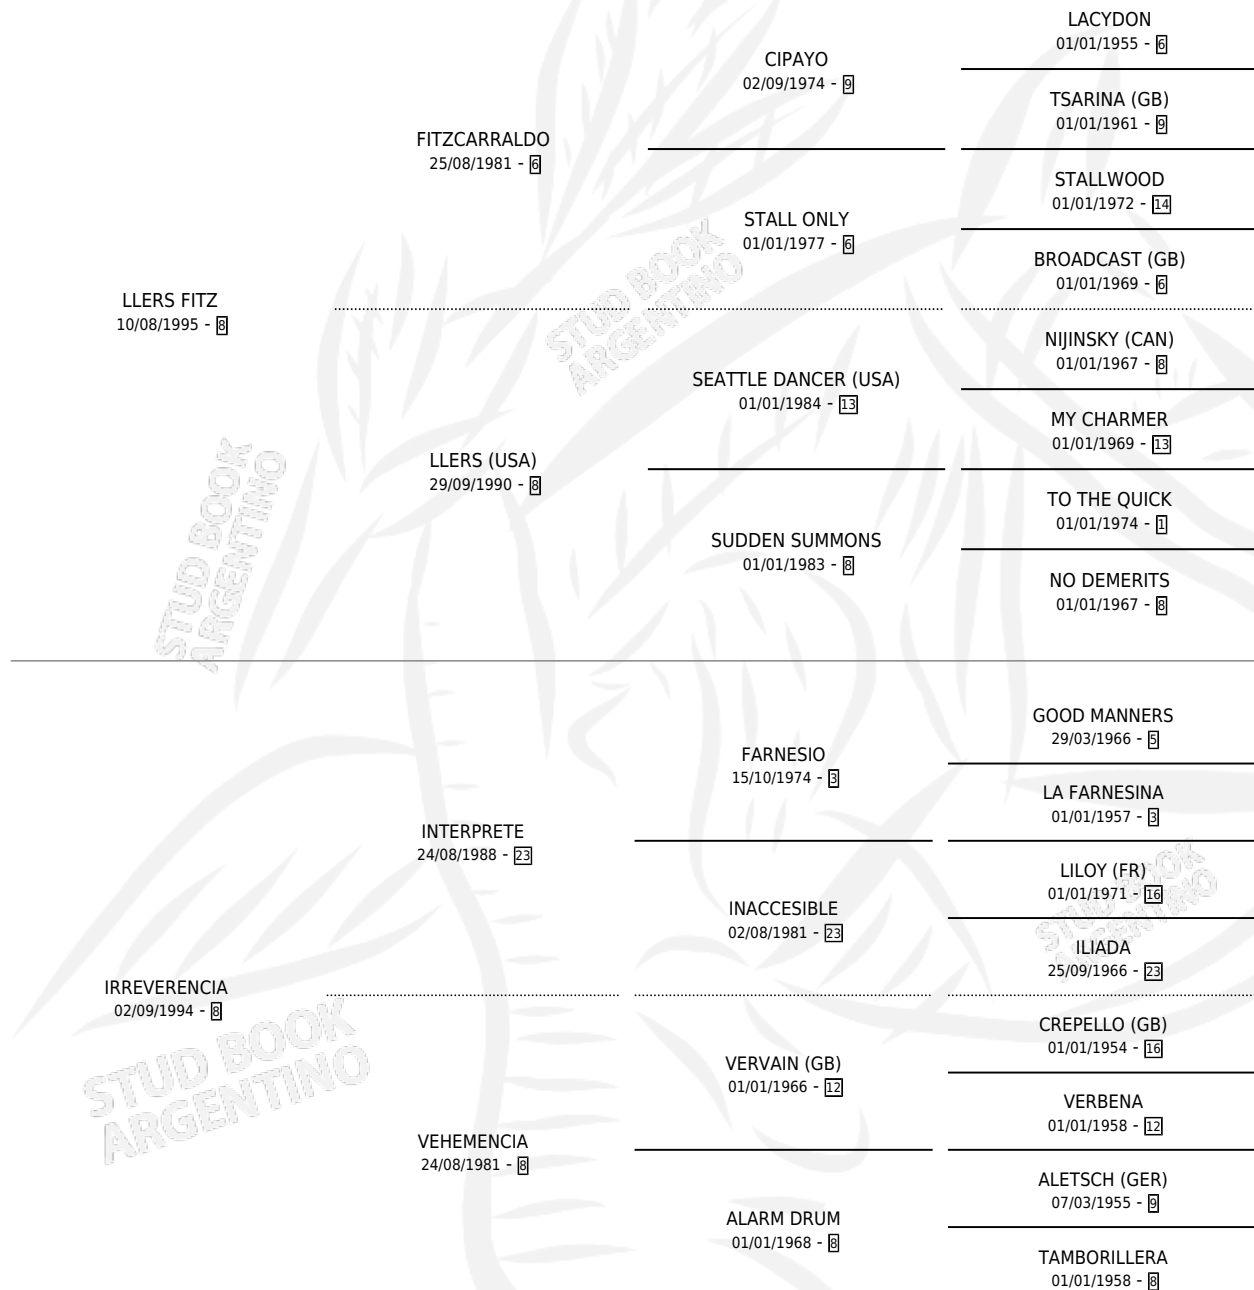 LACYDON
01/01/1955 - 6
CIPAYO
02/09/1974 - 9
TSARINA (GB)
01/01/1961 - 9
FITZCARRALDO
25/08/1981 - 6
STALLWOOD
01/01/1972 - 14
STALL ONLY
01/01/1977 - 6
BROADCAST (GB)
01/01/1969 - 6
LLERS FITZ
10/08/1995 - 8
NIJINSKY (CAN)
01/01/1967 - 8
SEATTLE DANCER (USA)
01/01/1984 - 13
MY CHARMER
01/01/1969 - 13
LLERS (USA)
29/09/1990 - 8
TO THE QUICK
01/01/1974 - 1
SUDDEN SUMMONS
01/01/1983 - 8
NO DEMERITS
01/01/1967 - 8
GOOD MANNERS
29/03/1966 - 5
FARNESIO
15/10/1974 - 3
LA FARNESINA
01/01/1957 - 3
INTERPRETE
24/08/1988 - 23
LILOY (FR)
01/01/1971 - 16
INACCESIBLE
02/08/1981 - 23
ILIADA
25/09/1966 - 23
IRREVERENCIA
02/09/1994 - 8
CREPELLO (GB)
01/01/1954 - 16
VERVAIN (GB)
01/01/1966 - 12
VERBENA
01/01/1958 - 12
VEHEMENCIA
24/08/1981 - 8
ALETSCH (GER)
07/03/1955 - 9
ALARM DRUM
01/01/1968 - 8
TAMBORILLERA
01/01/1958 - 8
STUD BOOK
ARGENTINO
STUD BOOK
ARGENTINO
STUD BOOK
ARGENTINO
STUD BOOK
ARGENTINO